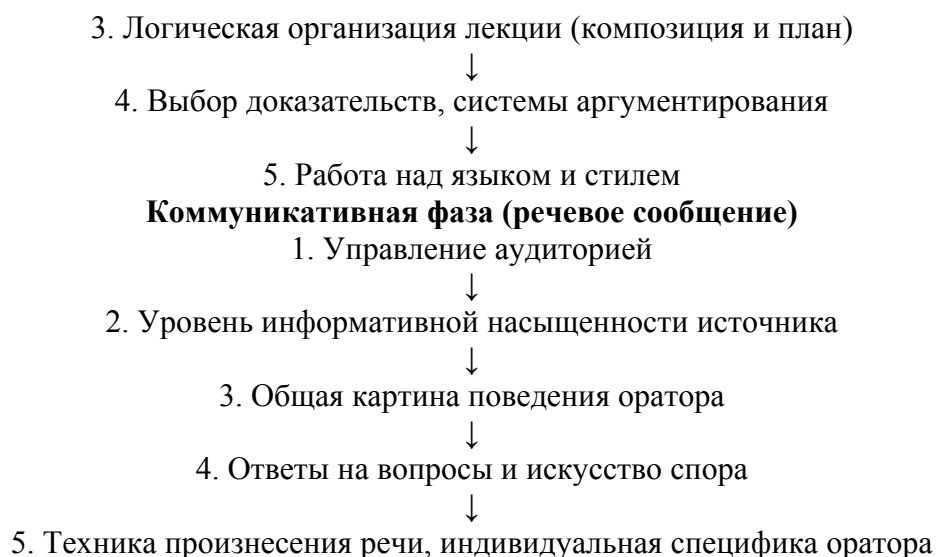 3. Логическая организация лекции (композиция и план)
↓
4. Выбор доказательств, системы аргументирования
↓
5. Работа над языком и стилем
Коммуникативная фаза (речевое сообщение)
1. Управление аудиторией
↓
2. Уровень информативной насыщенности источника
↓
3. Общая картина поведения оратора
↓
4. Ответы на вопросы и искусство спора
↓
5. Техника произнесения речи, индивидуальная специфика оратора